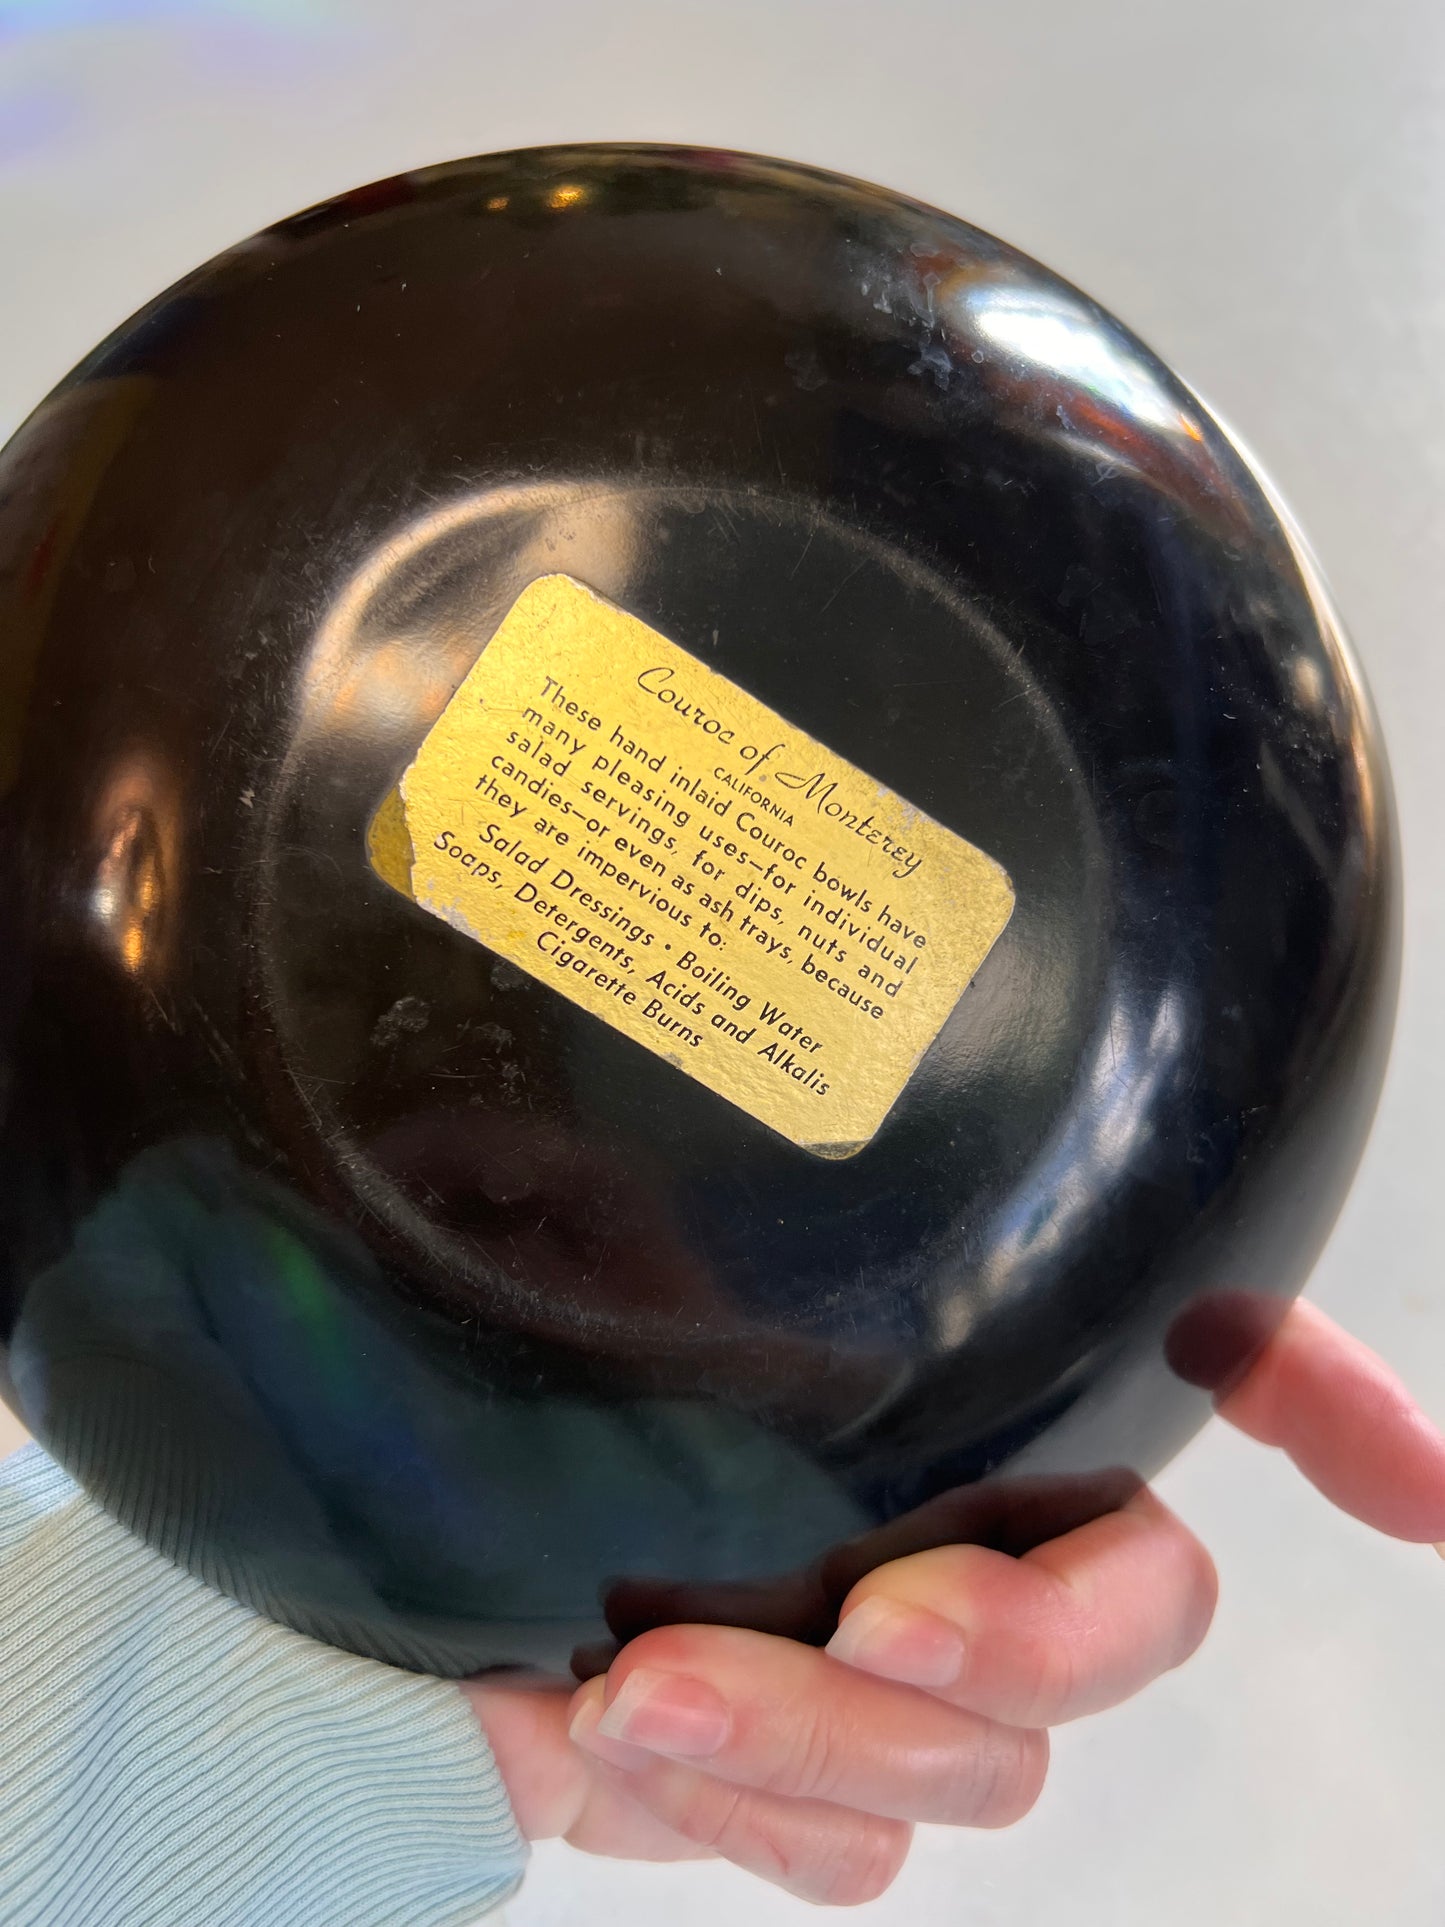 Couroc of Monterey
CALIFORNIA
These hand inlaid Couroc bowls have
many pleasing uses—for individual
salad servings, for dips, nuts and
candies—or even as ash trays, because
they are impervious to:
Salad Dressings • Boiling Water
Soaps, Detergents, Acids and Alkalis
Cigarette Burns